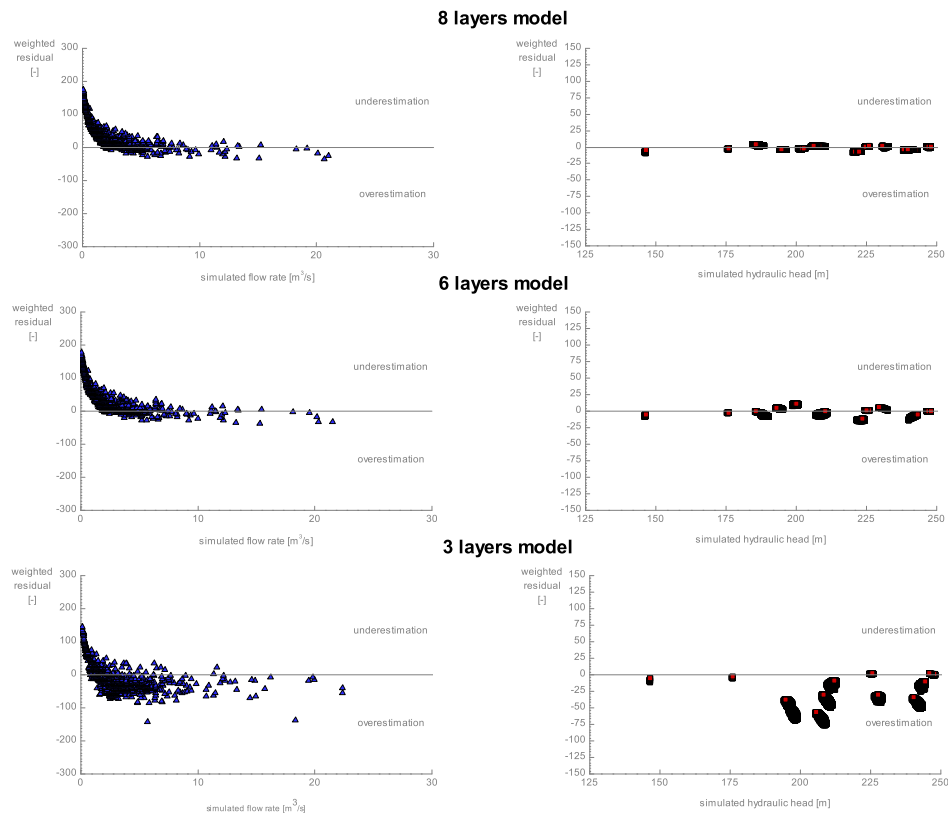 8 layers model
weighted
residual
[-]
300
200
100
0
-100
-200
-300
underestimation
overestimation
0 10 20 30
simulated flow rate [m³/s]
weighted
residual
[-]
150
125
100
75
50
25
0
-25
-50
-75
-100
-125
-150
underestimation
overestimation
125 150 175 200 225 250
simulated hydraulic head [m]
6 layers model
weighted
residual
[-]
300
200
100
0
-100
-200
-300
underestimation
overestimation
0 10 20 30
simulated flow rate [m³/s]
weighted
residual
[-]
150
125
100
75
50
25
0
-25
-50
-75
-100
-125
-150
underestimation
overestimation
125 150 175 200 225 250
simulated hydraulic head [m]
3 layers model
weighted
residual
[-]
300
200
100
0
-100
-200
-300
underestimation
overestimation
0 10 20 30
simulated flow rate [m³/s]
weighted
residual
[-]
150
125
100
75
50
25
0
-25
-50
-75
-100
-125
-150
underestimation
overestimation
125 150 175 200 225 250
simulated hydraulic head [m]